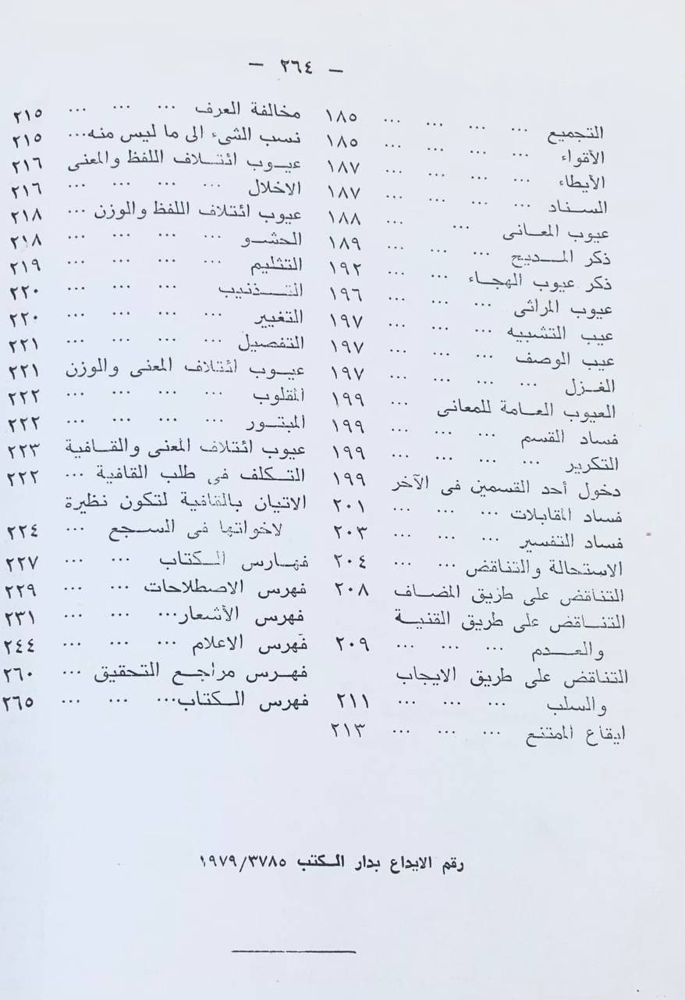 — ٢٦٤ —
التجميع ... ... ... ... ١٨٥
الأقواء ... ... ... ... ١٨٥
الأيطاء ... ... ... ... ١٨٧
السناد ... ... ... ... ١٨٧
عيوب المعانى ... ... ١٨٨
ذكر المديح ... ... ... ١٨٩
ذكر عيوب الهجاء ... ... ١٩٢
عيوب المراثى ... ... ... ١٩٦
عيب التشبيه ... ... ... ١٩٧
عيب الوصف ... ... ... ١٩٧
الغزل ... ... ... ... ١٩٧
العيوب العامة للمعانى ... ١٩٩
فساد القسم ... ... ... ١٩٩
التكرير ... ... ... ... ١٩٩
دخول أحد القسمين فى الآخر ١٩٩
فساد المقابلات ... ... ... ٢٠١
فساد التفسير ... ... ... ٢٠٣
الاستحالة والتناقض ... ... ٢٠٤
التناقض على طزيق المضاف ٢٠٨
التناقض على طريق القنية
والعدم ... ... ... ... ٢٠٩
التناقض على طريق الايجاب
والسلب ... ... ... ... ٢١١
ايقاع الممتنع ... ... ... ٢١٣
مخالفة العرف ... ... ... ... ٢١٥
نسب الشىء الى ما ليس منه... ٢١٥
عيوب ائتلاف اللفظ والمعنى ٢١٦
الاخلال ... ... ... ... ٢١٦
عيوب ائتلاف اللفظ والوزن ... ٢١٨
الحشو ... ... ... ... ٢١٨
التثليم ... ... ... ... ٢١٩
التذنيب ... ... ... ٢٢٠
التغيير ... ... ... ... ٢٢٠
التفصيل ... ... ... ... ٢٢١
عيوب ائتلاف المعنى والوزن ٢٢١
المقلوب ... ... ... ... ٢٢٢
المبتور ... ... ... ... ٢٢٢
عيوب ائتلاف المعنى والقافية ٢٢٣
التكلف فى طلب القافية ... ٢٢٢
الاتيان بالقافية لتكون نظيرة
لاخواتها فى السجع ... ٢٢٤
فهارس الكتاب ... ... ... ٢٢٧
فهرس الاصطلاحات ... ... ٢٢٩
فهرس الأشعار... ... ... ... ٢٣١
فهرس الاعلام ... ... ... ... ٢٤٤
فهرس مراجع التحقيق ... ٢٦٠
فهرس الكتاب... ... ... ... ٢٦٥
رقم الايداع بدار الكتب ١٩٧٩/٣٧٨٥